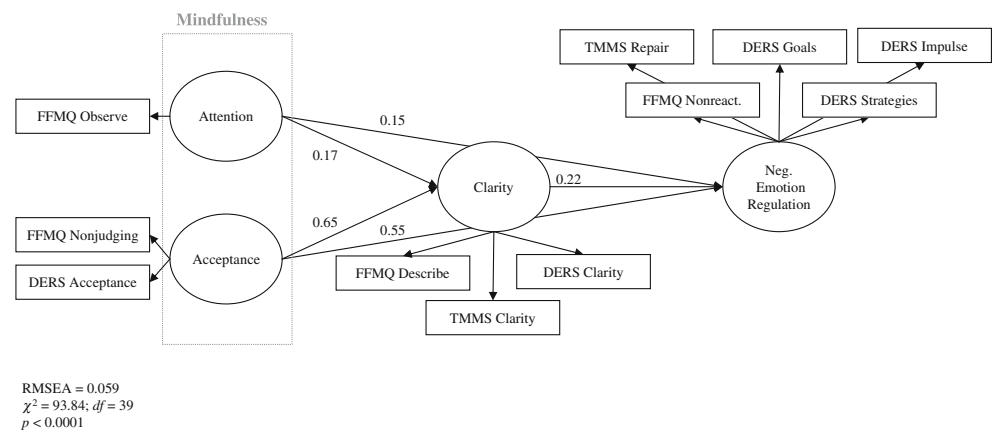 Mindfulness
TMMS Repair
DERS Goals
DERS Impulse
FFMQ Nonreact.
DERS Strategies
FFMQ Observe
Attention
0.15
0.17
Clarity
0.22
Neg.
Emotion
Regulation
0.65
0.55
FFMQ Nonjudging
DERS Acceptance
Acceptance
FFMQ Describe
DERS Clarity
TMMS Clarity
RMSEA = 0.059
χ² = 93.84; df = 39
p < 0.0001